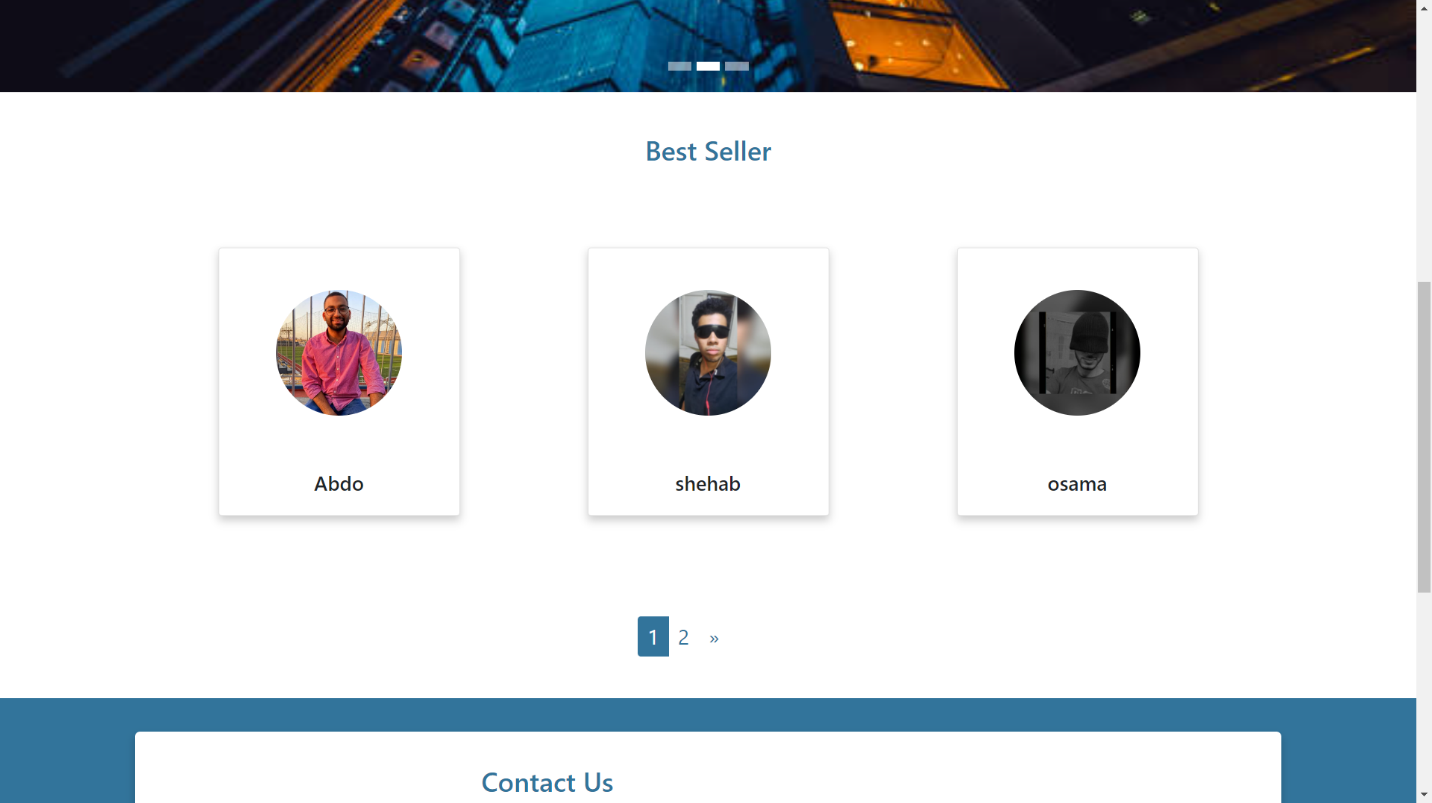 Best Seller
Abdo
shehab
osama
1 2 »
Contact Us